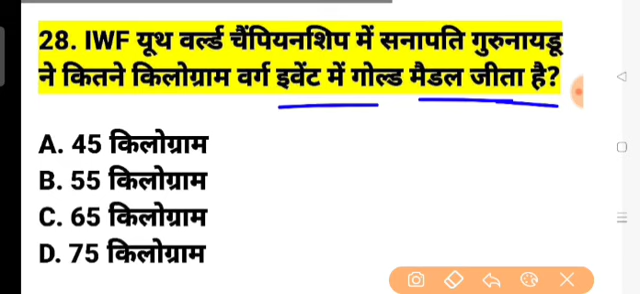 28. IWF यूथ वर्ल्ड चैंपियनशिप में सनापति गुरुनायडू
ने कितने किलोग्राम वर्ग इवेंट में गोल्ड मैडल जीता है?
A. 45 किलोग्राम
B. 55 किलोग्राम
C. 65 किलोग्राम
D. 75 किलोग्राम